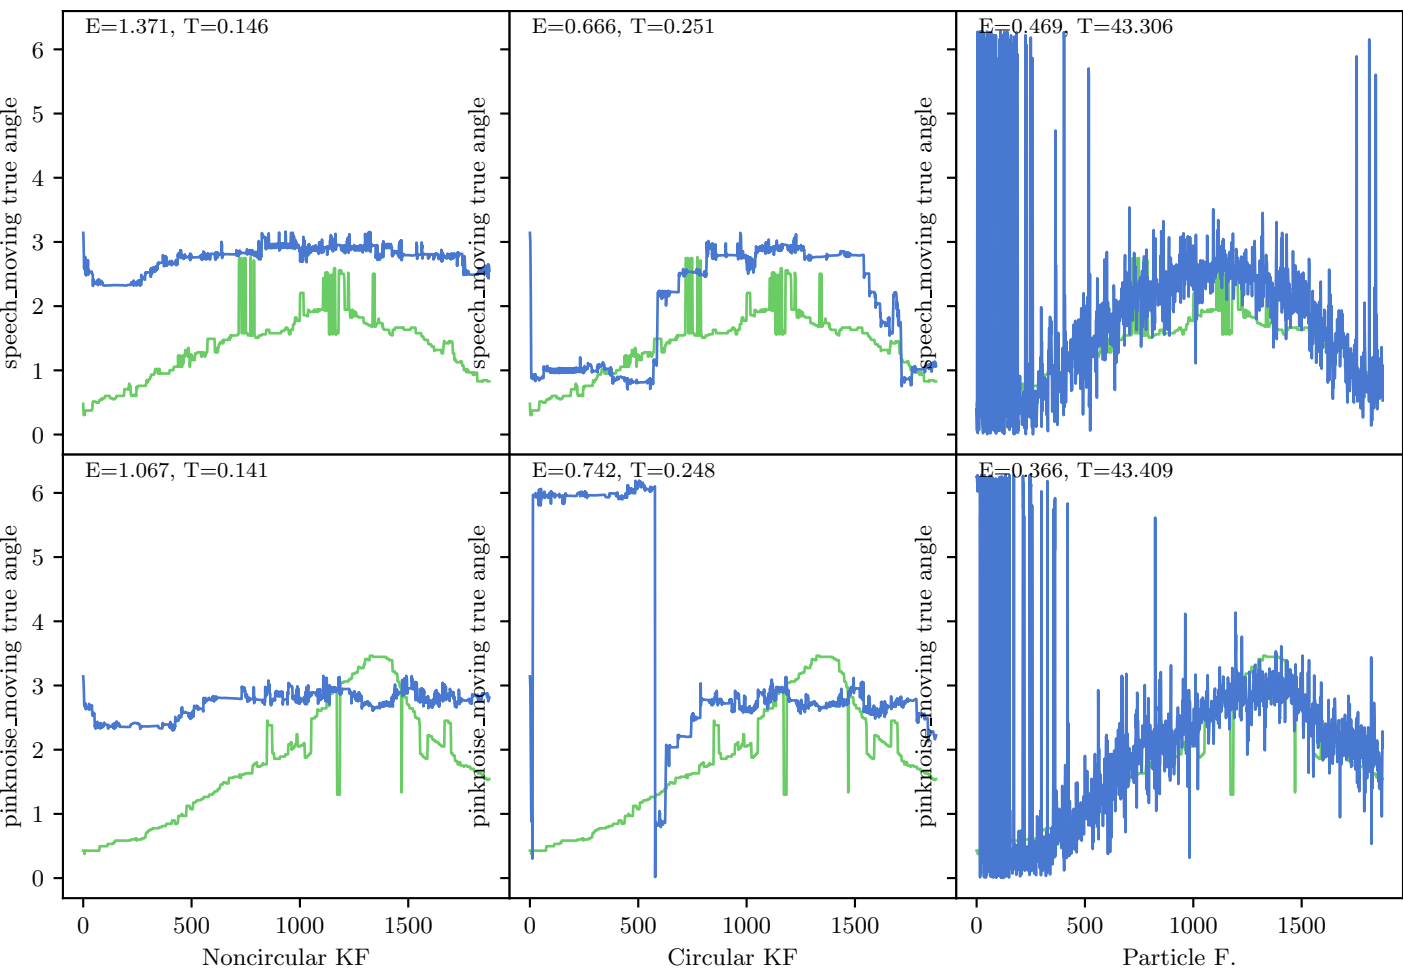 E=1.371, T=0.146
E=0.666, T=0.251
E=0.469, T=43.306
6
5
4
3
2
1
0
speech_moving true angle
speech_moving true angle
speech_moving true angle
E=1.067, T=0.141
E=0.742, T=0.248
E=0.366, T=43.409
6
5
4
3
2
1
0
pinknoise_moving true angle
pinknoise_moving true angle
pinknoise_moving true angle
0 500 1000 1500
0 500 1000 1500
0 500 1000 1500
Noncircular KF
Circular KF
Particle F.